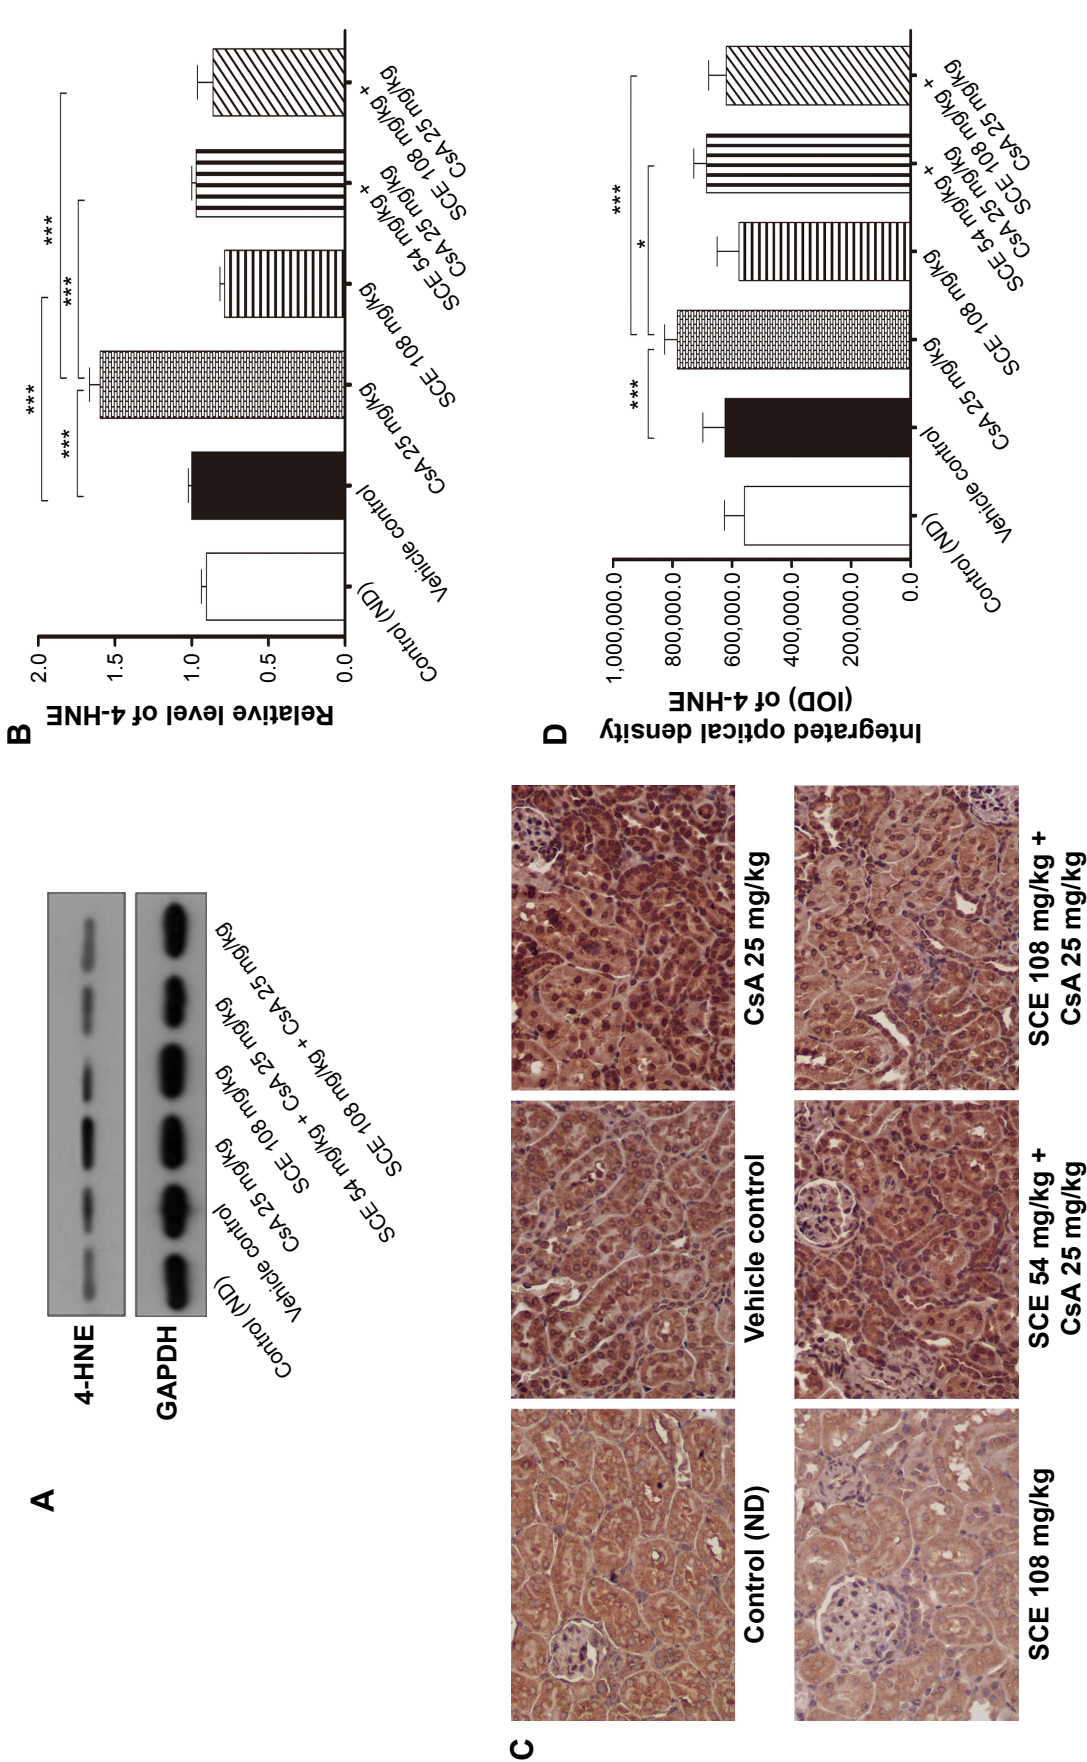 A
4-HNE
GAPDH
Control (ND)
Vehicle control
CsA 25 mg/kg
SCE 108 mg/kg
SCE 54 mg/kg + CsA 25 mg/kg
SCE 108 mg/kg + CsA 25 mg/kg
B
Relative level of 4-HNE
2.0
1.5
1.0
0.5
0.0
***
***
***
***
Control (ND)
Vehicle control
CsA 25 mg/kg
SCE 108 mg/kg
SCE 54 mg/kg +
CsA 25 mg/kg
SCE 108 mg/kg +
CsA 25 mg/kg
C
Control (ND)
Vehicle control
CsA 25 mg/kg
SCE 108 mg/kg
SCE 54 mg/kg +
CsA 25 mg/kg
SCE 108 mg/kg +
CsA 25 mg/kg
D
Integrated optical density
(IOD) of 4-HNE
1,000,000.0
800,000.0
600,000.0
400,000.0
200,000.0
0.0
***
*
***
Control (ND)
Vehicle control
CsA 25 mg/kg
SCE 108 mg/kg
SCE 54 mg/kg +
CsA 25 mg/kg
SCE 108 mg/kg +
CsA 25 mg/kg